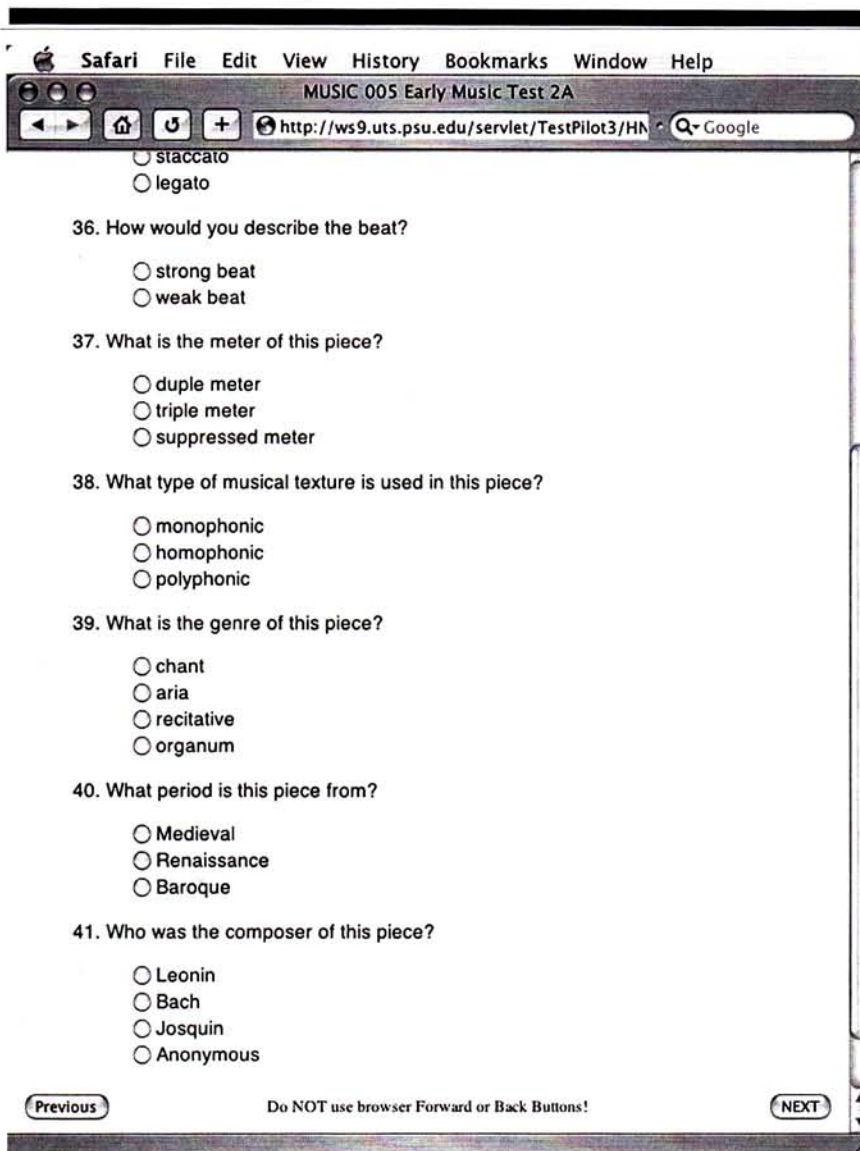 Safari File Edit View History Bookmarks Window Help
MUSIC 005 Early Music Test 2A
http://ws9.uts.psu.edu/servlet/TestPilot3/HN Q Google
staccato
legato
36. How would you describe the beat?
strong beat
weak beat
37. What is the meter of this piece?
duple meter
triple meter
suppressed meter
38. What type of musical texture is used in this piece?
monophonic
homophonic
polyphonic
39. What is the genre of this piece?
chant
aria
recitative
organum
40. What period is this piece from?
Medieval
Renaissance
Baroque
41. Who was the composer of this piece?
Leonin
Bach
Josquin
Anonymous
Previous Do NOT use browser Forward or Back Buttons! NEXT